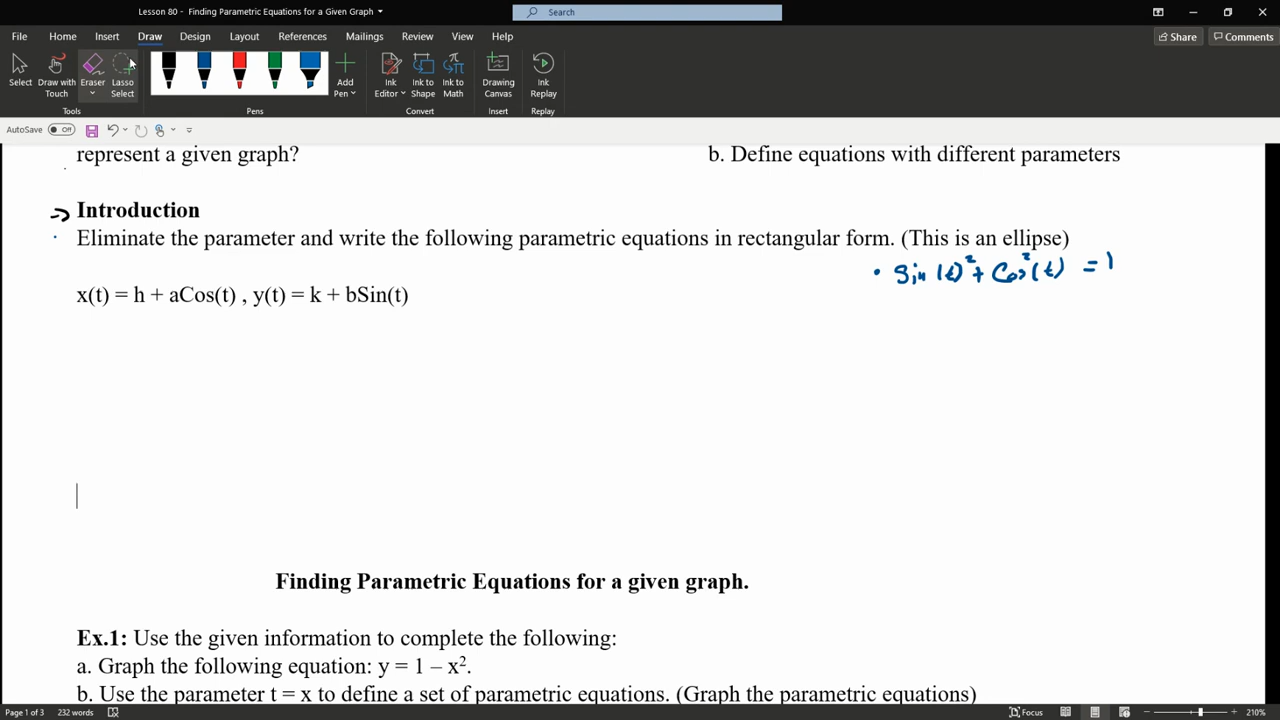 Lesson 80 - Finding Parametric Equations for a Given Graph
Search
File Home Insert Draw Design Layout References Mailings Review View Help
Share Comments
Select Draw with Touch Eraser Lasso Select Add Pen Ink Editor Ink to Shape Ink to Math Drawing Canvas Ink Replay
Tools Pens Convert Insert Replay
AutoSave Off
represent a given graph? b. Define equations with different parameters
Introduction
Eliminate the parameter and write the following parametric equations in rectangular form. (This is an ellipse)
• Sin(t)² + Cos²(t) = 1
x(t) = h + aCos(t) , y(t) = k + bSin(t)
Finding Parametric Equations for a given graph.
Ex.1: Use the given information to complete the following:
a. Graph the following equation: y = 1 – x².
b. Use the parameter t = x to define a set of parametric equations. (Graph the parametric equations)
Page 1 of 3 232 words Focus 210%